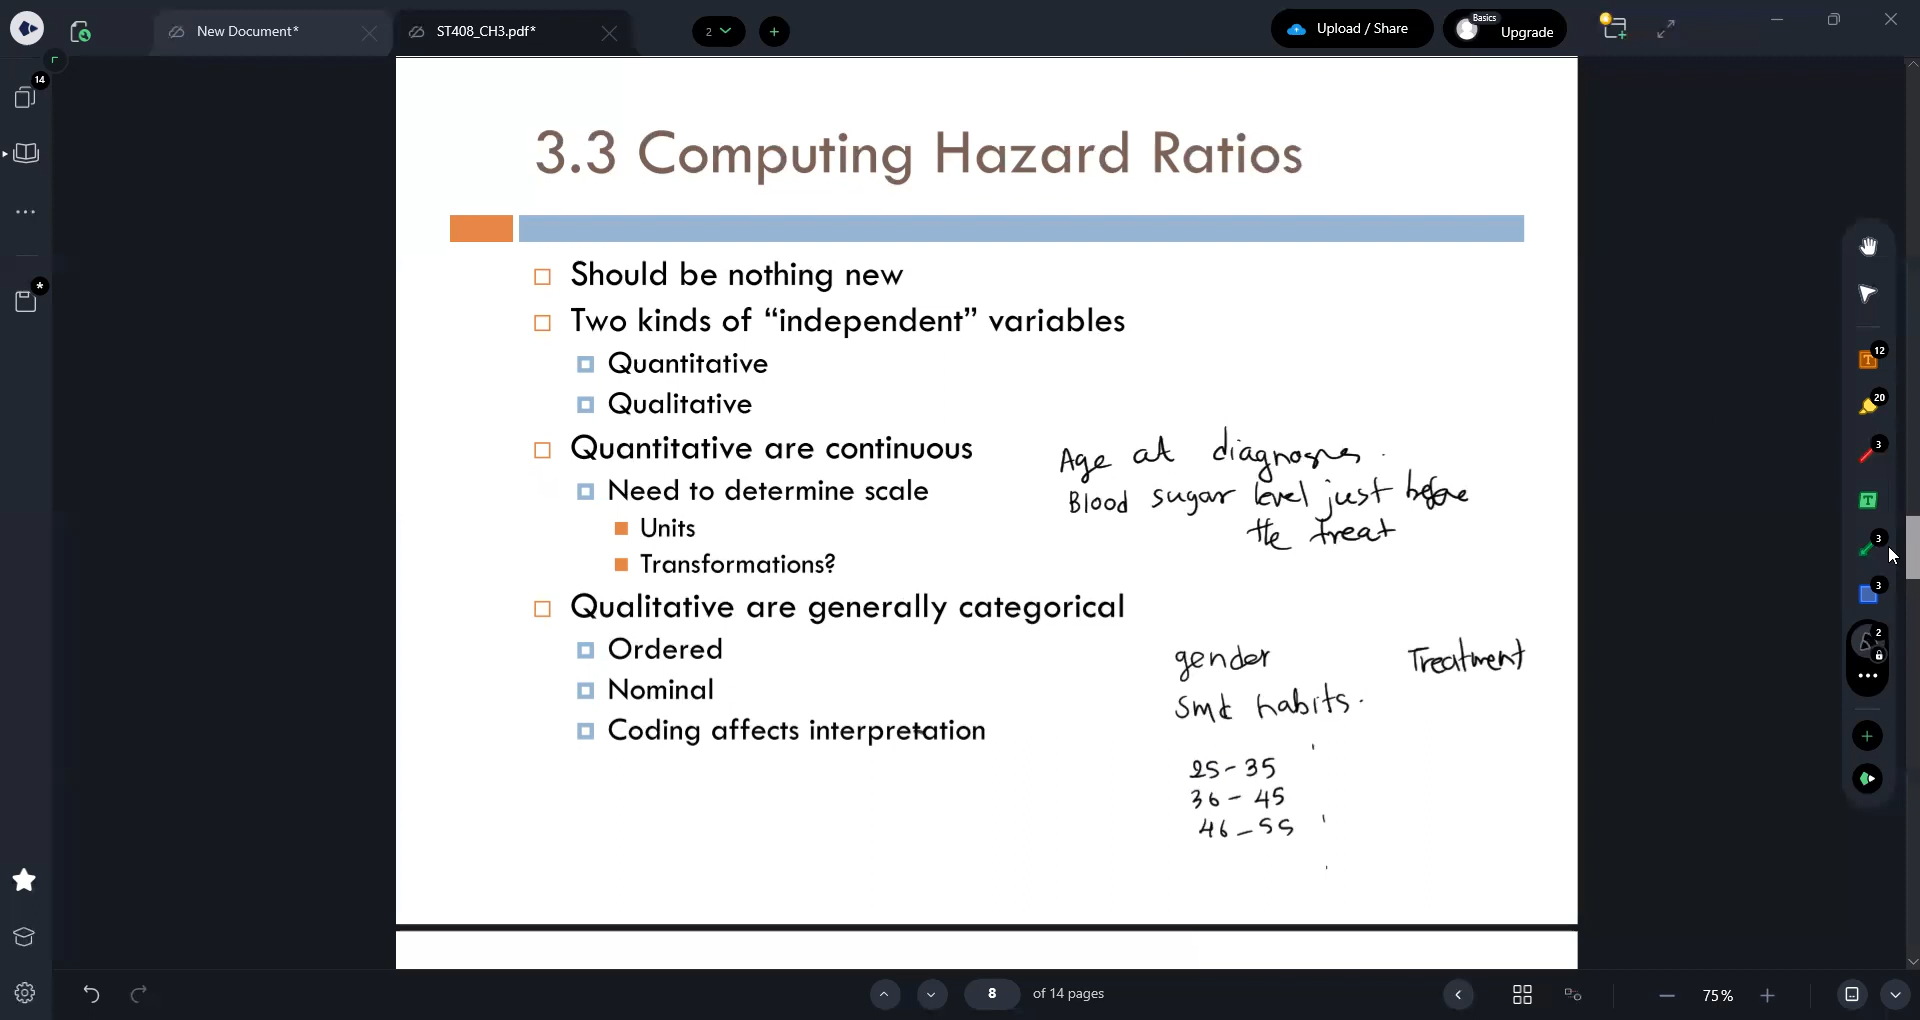 14
New Document*
ST408_CH3.pdf*
2
Upload / Share
Basics
Upgrade
3.3 Computing Hazard Ratios
Should be nothing new
Two kinds of “independent” variables
Quantitative
Qualitative
Quantitative are continuous
Age at
Need to determine scale
Blood sugar level just before
Units
the treat
Transformations?
Qualitative are generally categorical
Ordered
gender
Treatment
Nominal
habits.
Coding affects interpretation
25 - 35
36 - 45
46 - 55
12
20
3
T
3
3
2
8
of 14 pages
75%